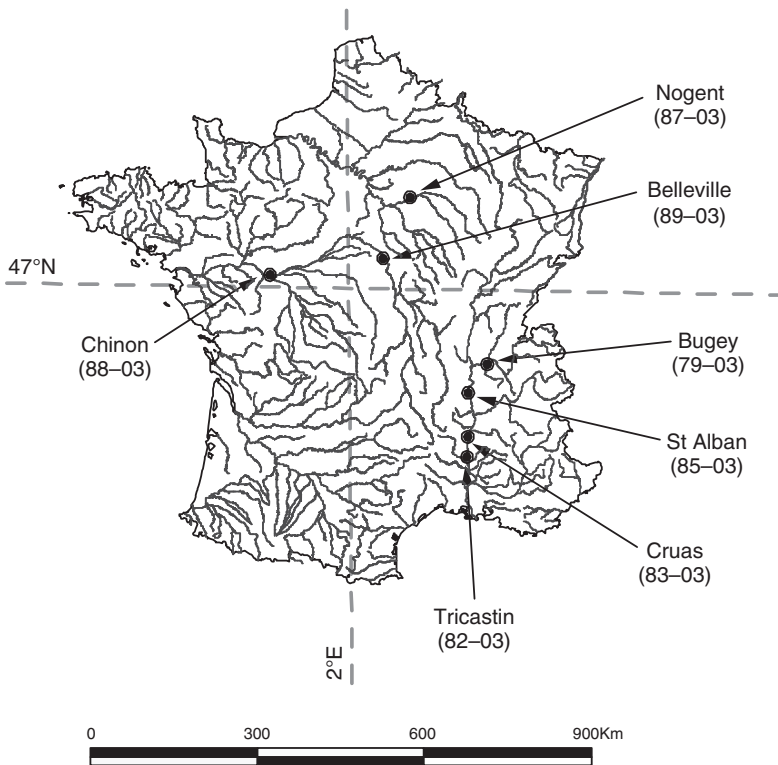 Nogent
(87–03)
Belleville
(89–03)
47°N
Chinon
(88–03)
Bugey
(79–03)
St Alban
(85–03)
Cruas
(83–03)
Tricastin
(82–03)
2°E
0 300 600 900Km